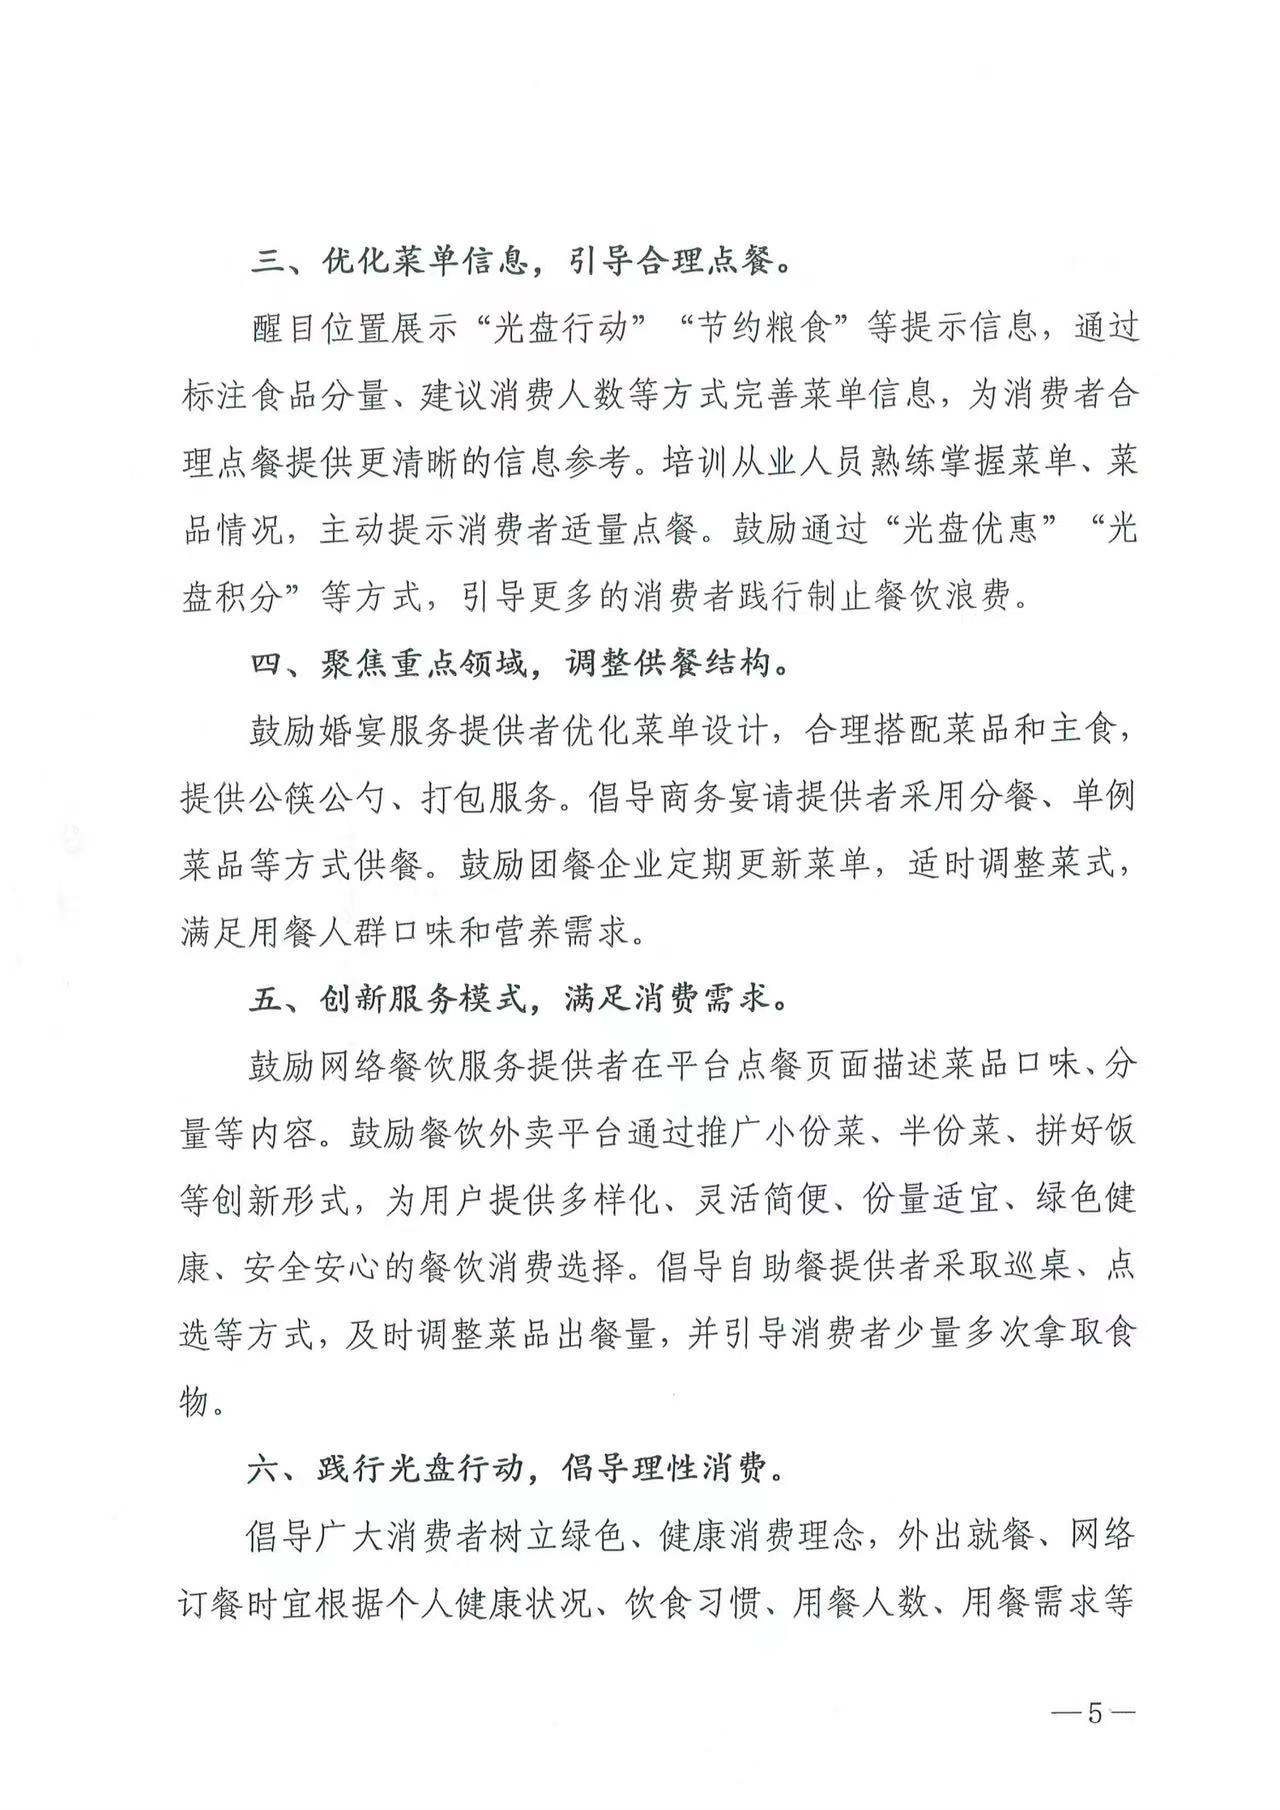 三、优化菜单信息，引导合理点餐。
醒目位置展示“光盘行动”“节约粮食”等提示信息，通过
标注食品分量、建议消费人数等方式完善菜单信息，为消费者合
理点餐提供更清晰的信息参考。培训从业人员熟练掌握菜单、菜
品情况，主动提示消费者适量点餐。鼓励通过“光盘优惠”“光
盘积分”等方式，引导更多的消费者践行制止餐饮浪费。
四、聚焦重点领域，调整供餐结构。
鼓励婚宴服务提供者优化菜单设计，合理搭配菜品和主食，
提供公筷公勺、打包服务。倡导商务宴请提供者采用分餐、单例
菜品等方式供餐。鼓励团餐企业定期更新菜单，适时调整菜式，
满足用餐人群口味和营养需求。
五、创新服务模式，满足消费需求。
鼓励网络餐饮服务提供者在平台点餐页面描述菜品口味、分
量等内容。鼓励餐饮外卖平台通过推广小份菜、半份菜、拼好饭
等创新形式，为用户提供多样化、灵活简便、份量适宜、绿色健
康、安全安心的餐饮消费选择。倡导自助餐提供者采取巡桌、点
选等方式，及时调整菜品出餐量，并引导消费者少量多次拿取食
物。
六、践行光盘行动，倡导理性消费。
倡导广大消费者树立绿色、健康消费理念，外出就餐、网络
订餐时宜根据个人健康状况、饮食习惯、用餐人数、用餐需求等
—5—